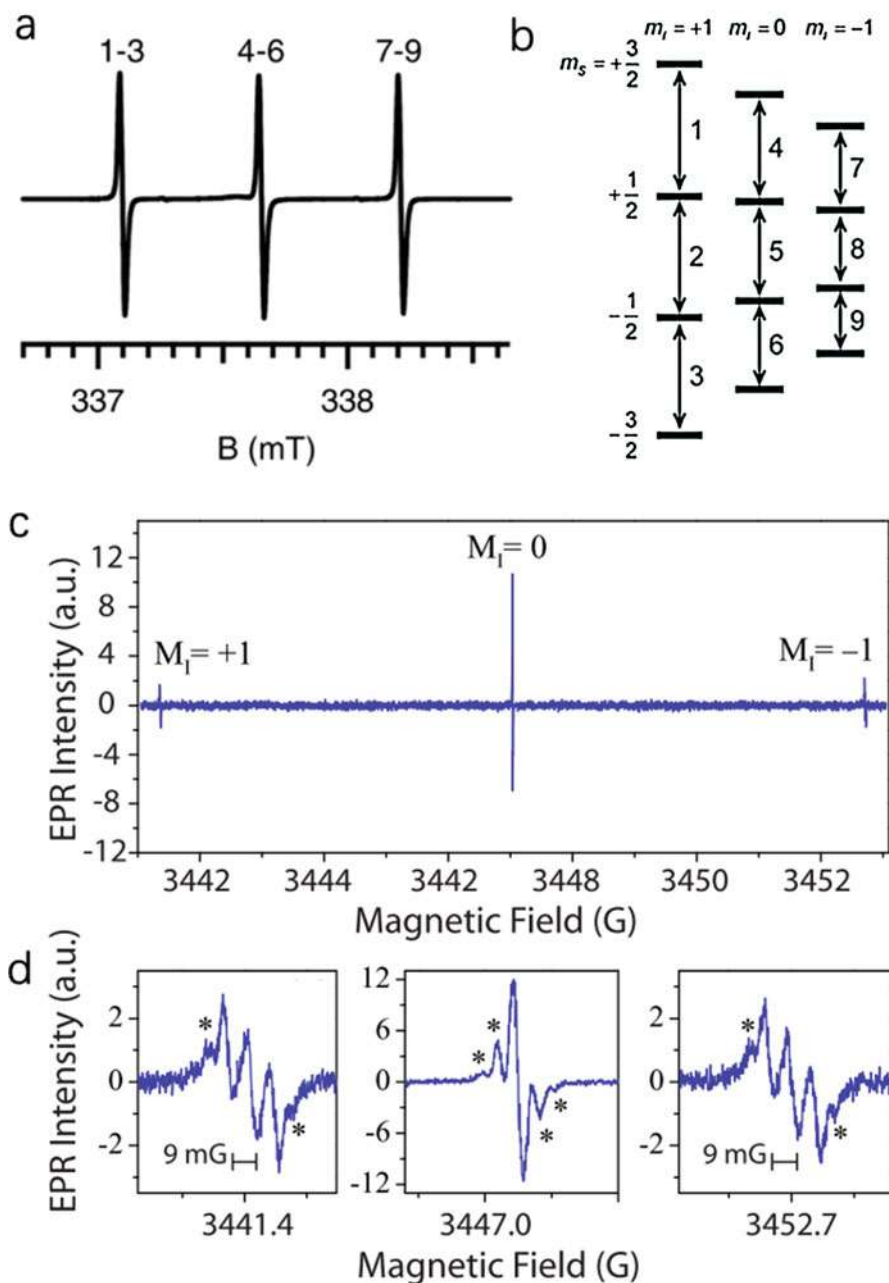 a
1-3 4-6 7-9
337 338
B (mT)
b
m_I = +1 m_I = 0 m_I = −1
m_S = +3/2
+1/2
−1/2
−3/2
1 4 7
2 5 8
3 6 9
c
EPR Intensity (a.u.)
12
8
4
0
-4
-8
-12
M_I = +1
M_I = 0
M_I = −1
3442 3444 3442 3448 3450 3452
Magnetic Field (G)
d
EPR Intensity (a.u.)
2
0
-2
* *
9 mG
3441.4
12
6
0
-6
-12
* * * *
3447.0
2
0
-2
* *
9 mG
3452.7
Magnetic Field (G)